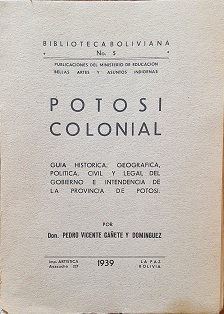 BIBLIOTECA BOLIVIANA
No. 5
PUBLICACIONES DEL MINISTERIO DE EDUCACION
BELLAS ARTES Y ASUNTOS INDIGENAS
POTOSI
COLONIAL
GUIA HISTORICA, GEOGRAFICA,
POLITICA, CIVIL Y LEGAL DEL
GOBIERNO E INTENDENCIA DE
LA PROVINCIA DE POTOSI.
POR
Don. PEDRO VICENTE CAÑETE Y DOMINGUEZ
Imp. ARTISTICA
Ayacucho
1939
LA PAZ
BOLIVIA